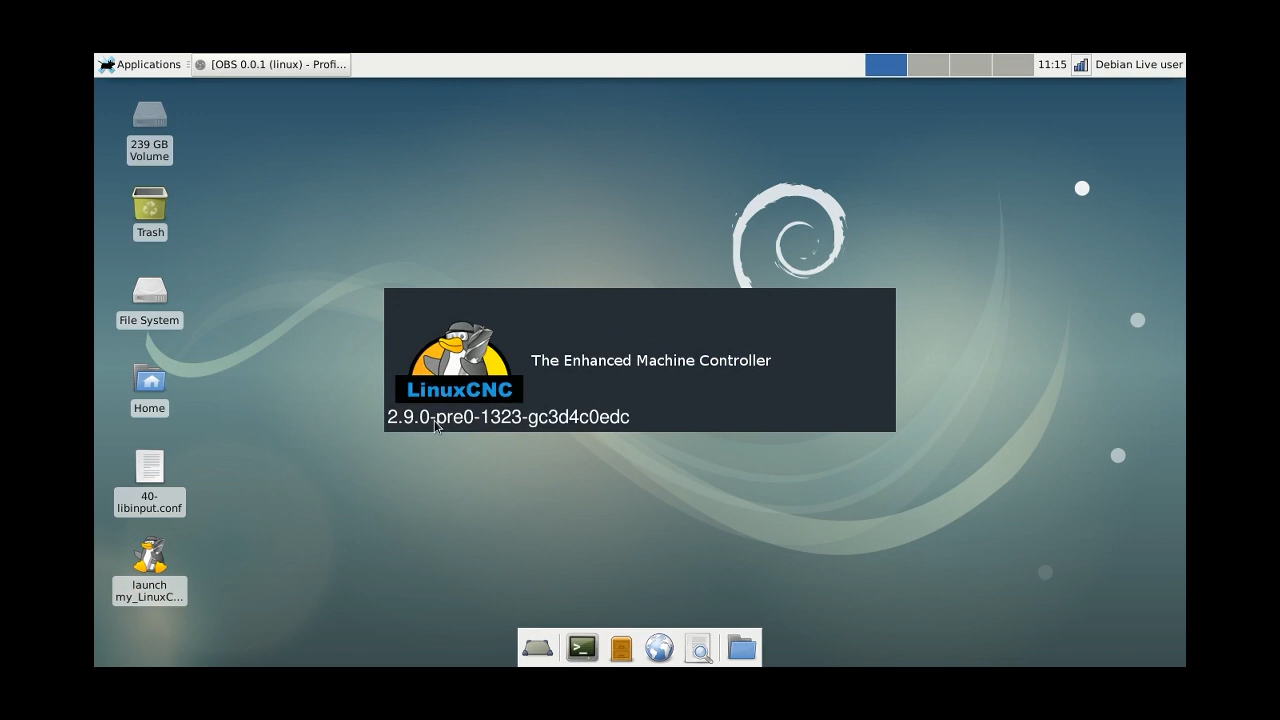 Applications
[OBS 0.0.1 (linux) - Profi...
11:15
Debian Live user
239 GB
Volume
Trash
File System
Home
40-
libinput.conf
launch
my_LinuxC...
The Enhanced Machine Controller
LinuxCNC
2.9.0-pre0-1323-gc3d4c0edc
>_